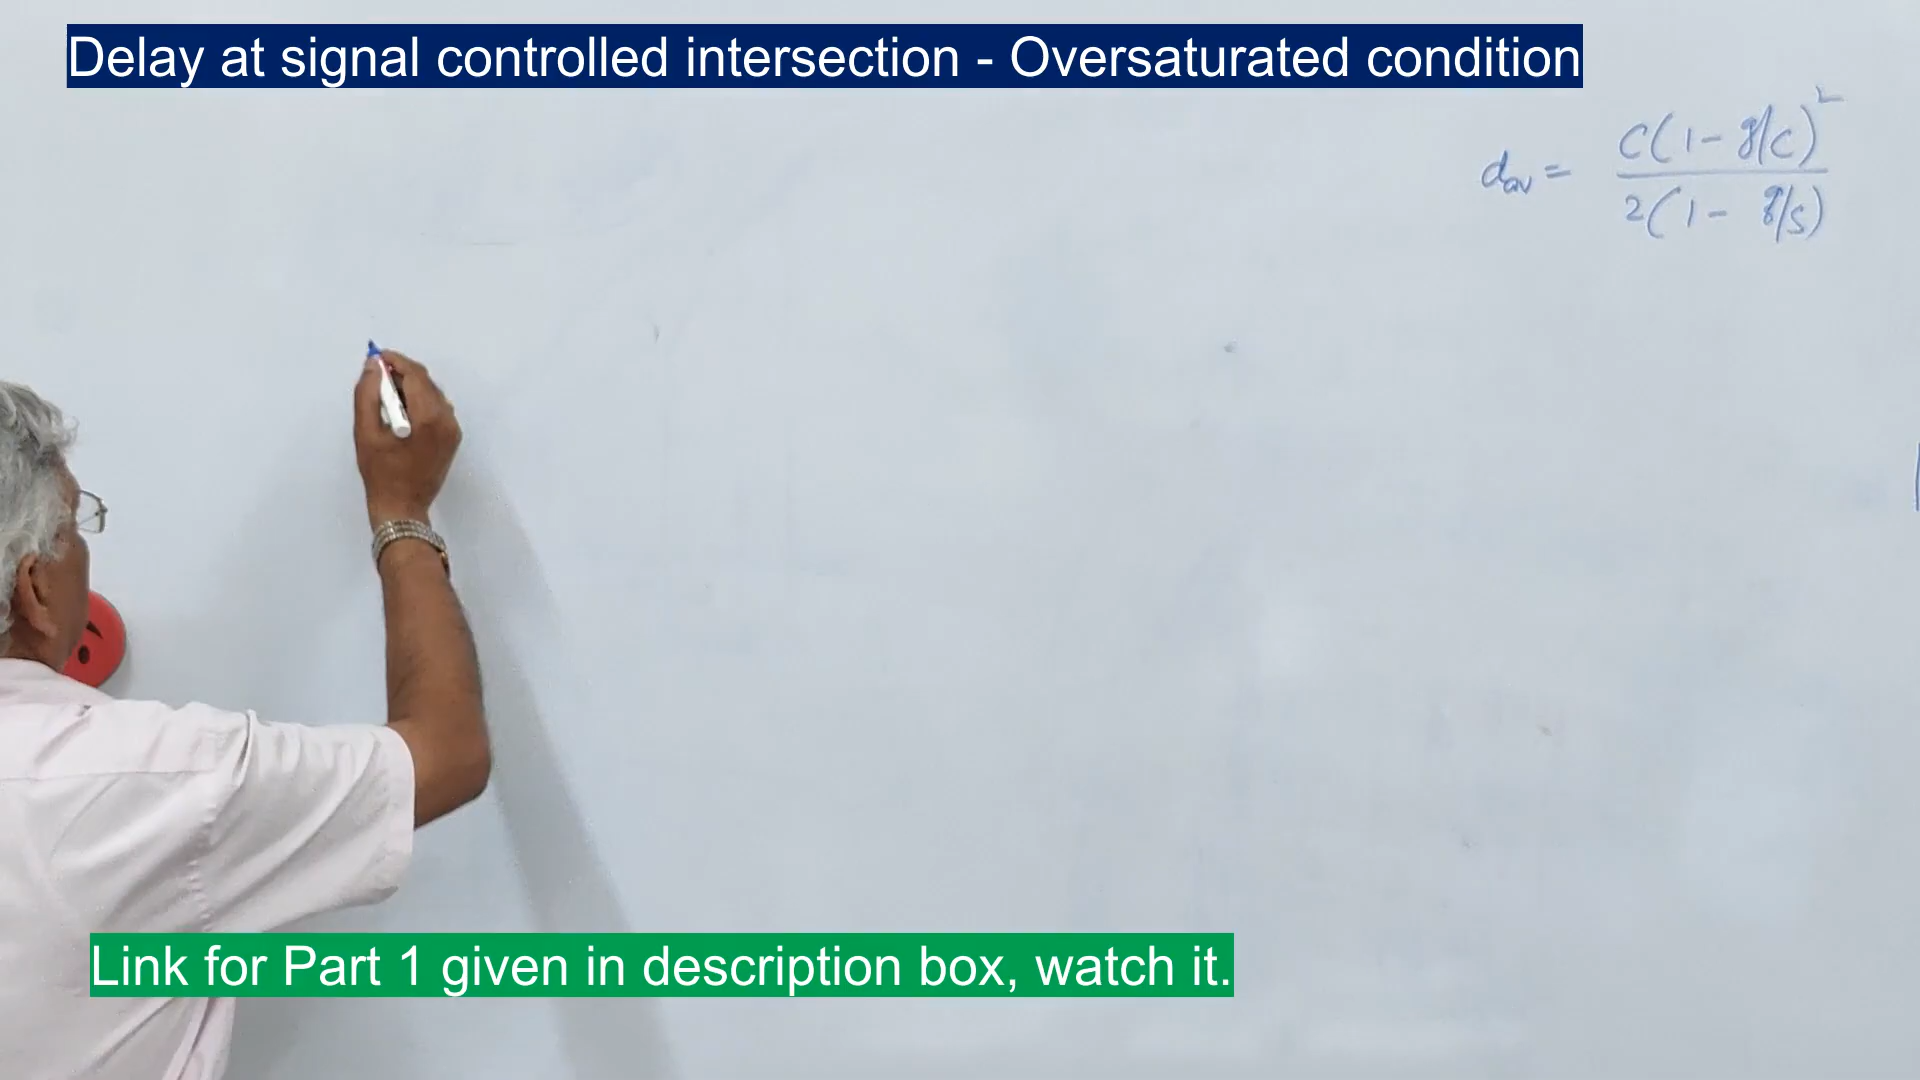 Delay at signal controlled intersection - Oversaturated condition
d_av = C(1 - g/C)^2 / 2(1 - q/s)
Link for Part 1 given in description box, watch it.